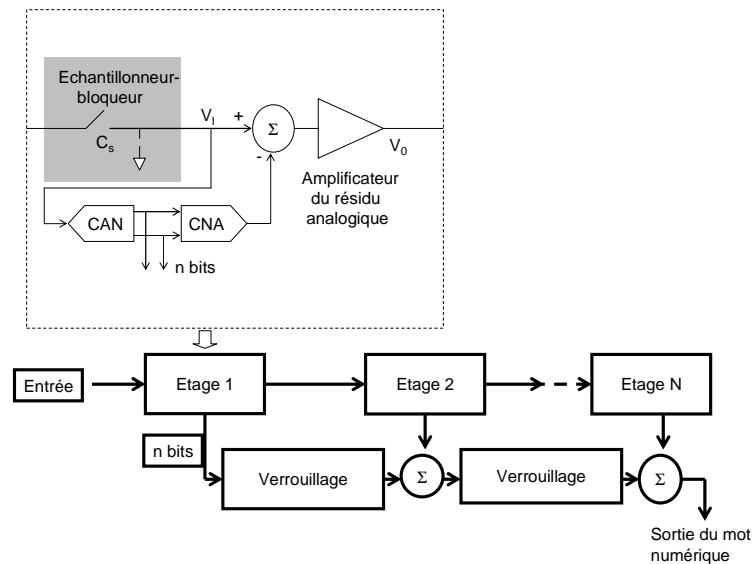 Echantillonneur-
bloqueur
V_I
+
Σ
C_s
-
V_0
Amplificateur
du résidu
analogique
CAN
CNA
n bits
Entrée
Etage 1
Etage 2
Etage N
n bits
Verrouillage
Σ
Verrouillage
Σ
Sortie du mot
numérique